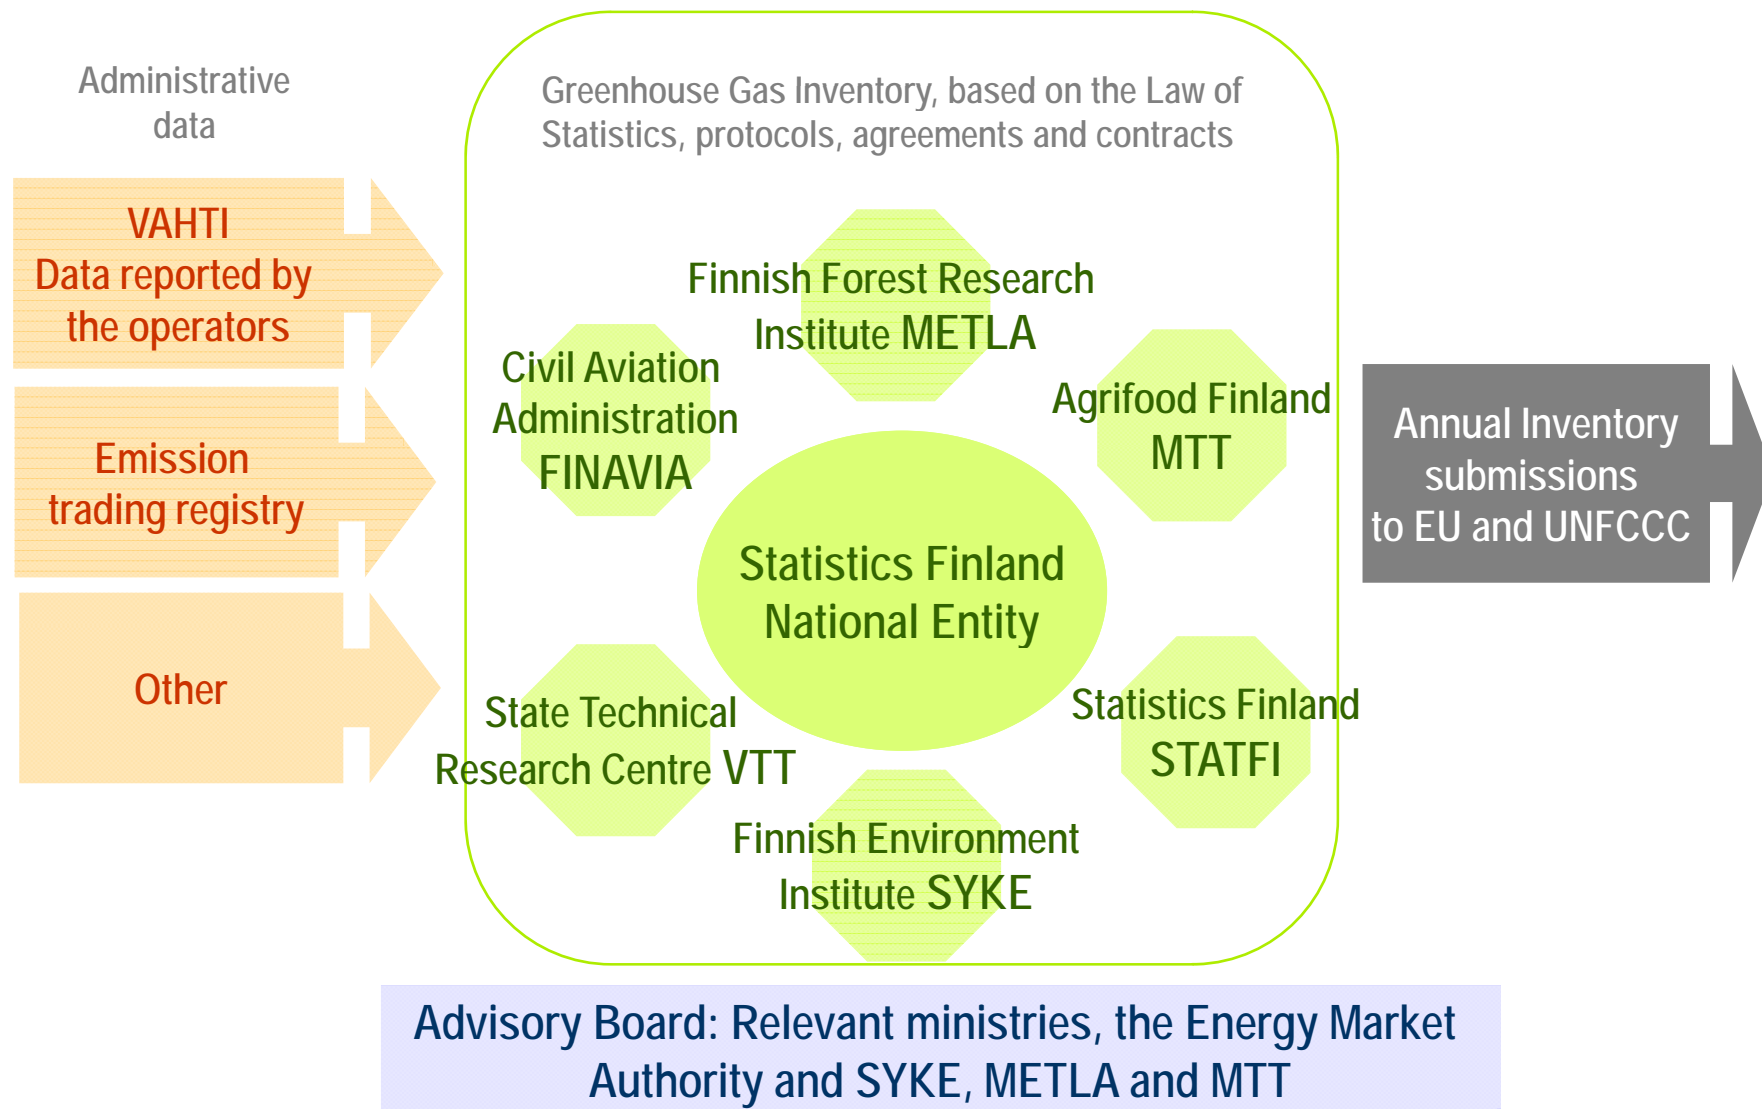 Administrative
data
Greenhouse Gas Inventory, based on the Law of
Statistics, protocols, agreements and contracts
VAHTI
Data reported by
the operators
Emission
trading registry
Other
Finnish Forest Research
Institute METLA
Civil Aviation
Administration
FINAVIA
Agrifood Finland
MTT
Statistics Finland
National Entity
State Technical
Research Centre VTT
Statistics Finland
STATFI
Finnish Environment
Institute SYKE
Annual Inventory
submissions
to EU and UNFCCC
Advisory Board: Relevant ministries, the Energy Market
Authority and SYKE, METLA and MTT